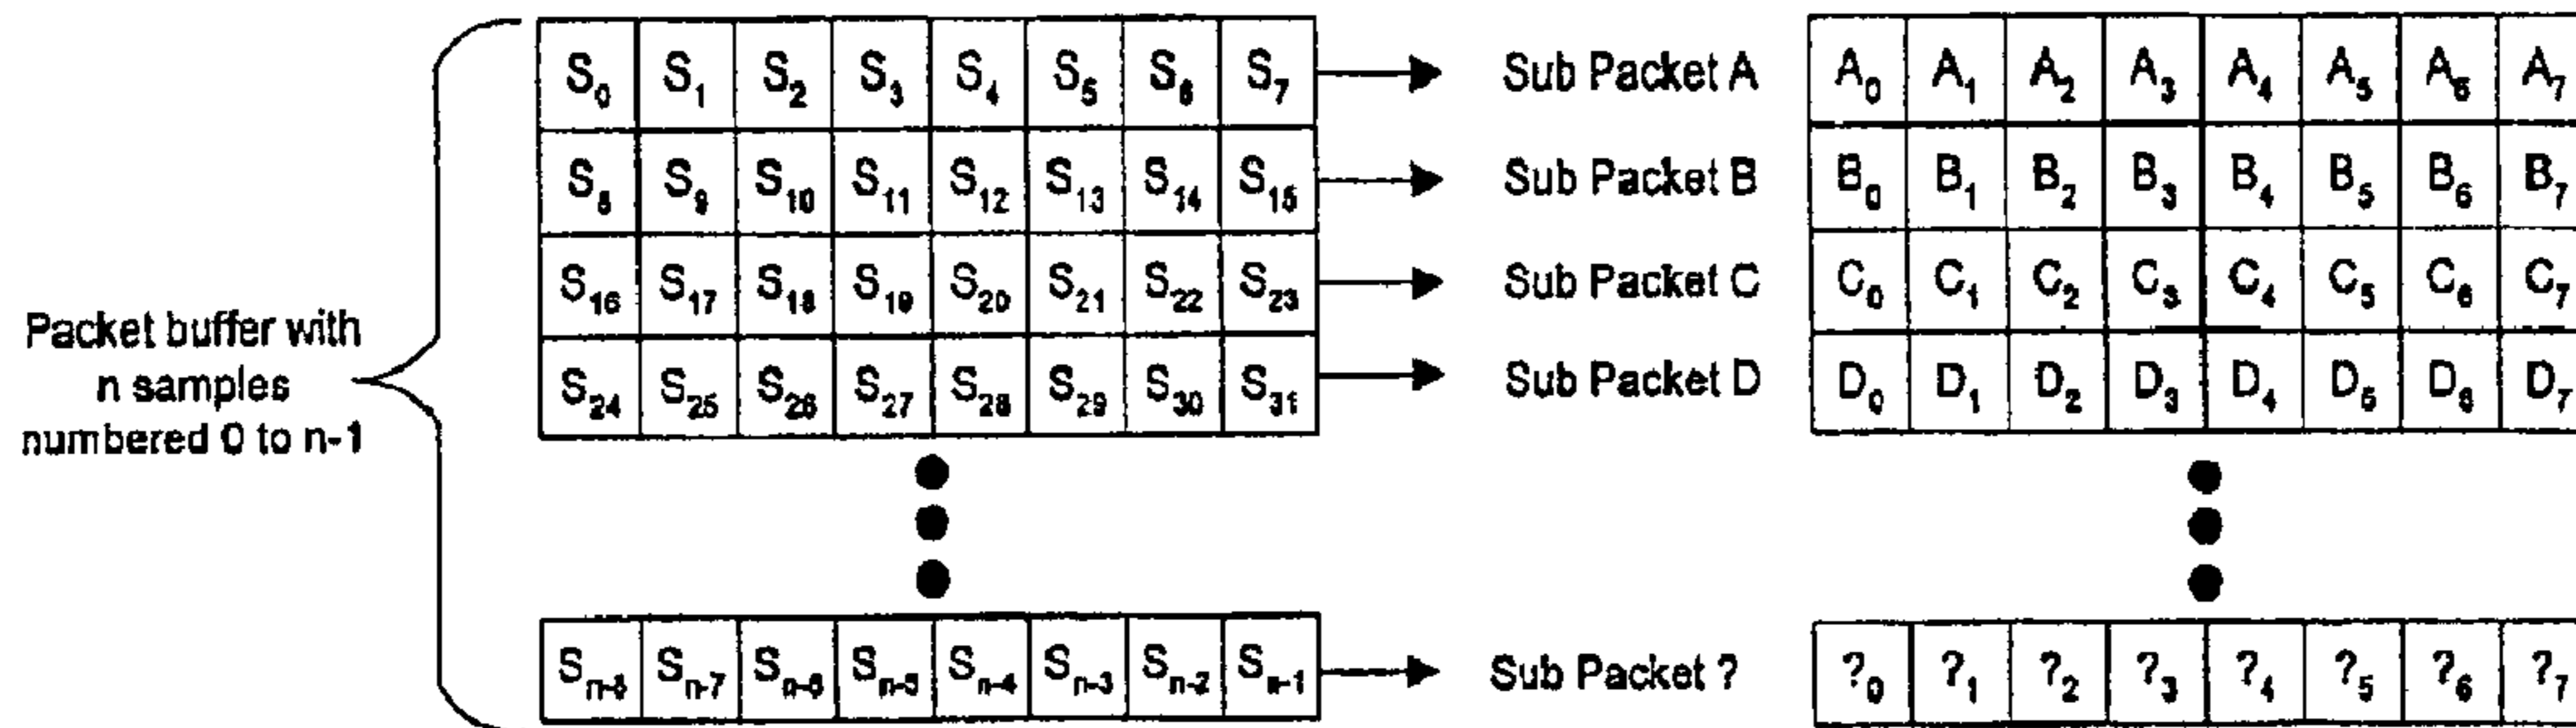 S₀ S₁ S₂ S₃ S₄ S₅ S₆ S₇ Sub Packet A A₀ A₁ A₂ A₃ A₄ A₅ A₆ A₇
S₈ S₉ S₁₀ S₁₁ S₁₂ S₁₃ S₁₄ S₁₅ Sub Packet B B₀ B₁ B₂ B₃ B₄ B₅ B₆ B₇
S₁₆ S₁₇ S₁₈ S₁₉ S₂₀ S₂₁ S₂₂ S₂₃ Sub Packet C C₀ C₁ C₂ C₃ C₄ C₅ C₆ C₇
Packet buffer with
n samples
numbered 0 to n-1
S₂₄ S₂₅ S₂₆ S₂₇ S₂₈ S₂₉ S₃₀ S₃₁ Sub Packet D D₀ D₁ D₂ D₃ D₄ D₅ D₆ D₇
Sₙ₋₈ Sₙ₋₇ Sₙ₋₆ Sₙ₋₅ Sₙ₋₄ Sₙ₋₃ Sₙ₋₂ Sₙ₋₁ Sub Packet ? ?₀ ?₁ ?₂ ?₃ ?₄ ?₅ ?₆ ?₇